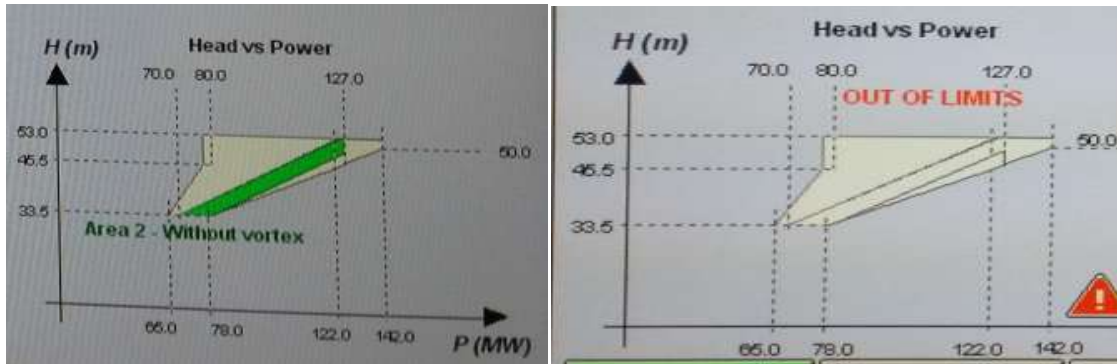 H (m)
Head vs Power
70.0 80.0 127.0
53.0
45.5
50.0
33.5
Area 2 - Without vortex
65.0 78.0 122.0 142.0 P (MW)
H (m)
Head vs Power
70.0 80.0 127.0
OUT OF LIMITS
53.0
50.0
45.5
33.5
65.0 78.0 122.0 142.0